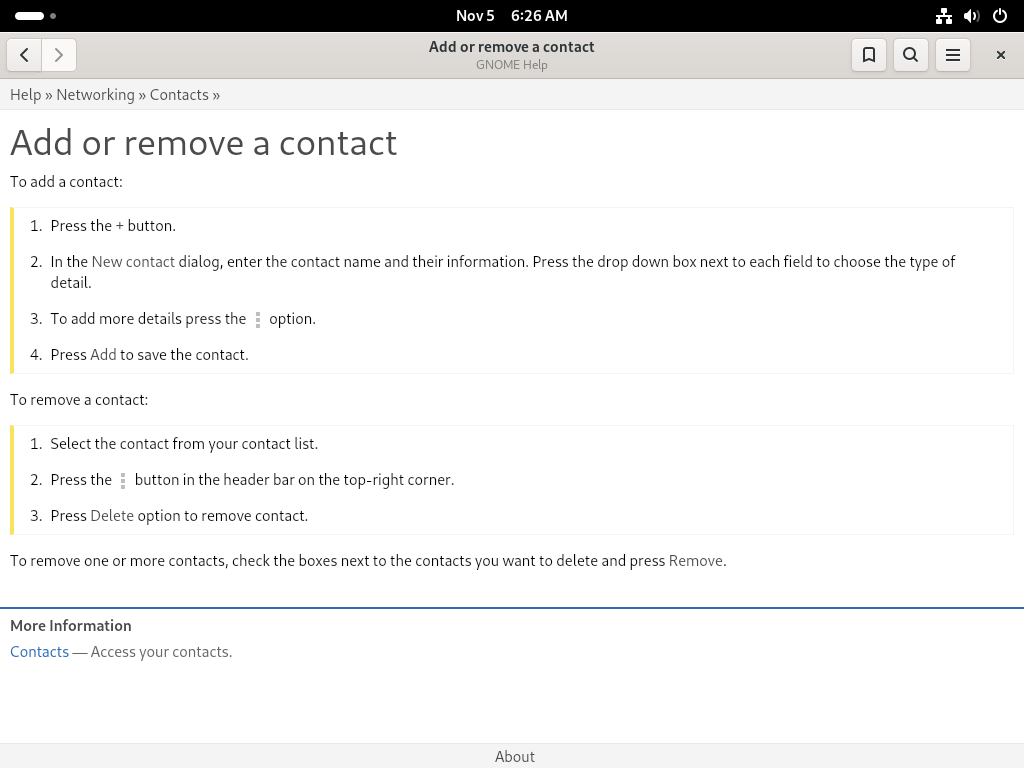 Nov 5 6:26 AM
Add or remove a contact
GNOME Help
Help » Networking » Contacts »
Add or remove a contact
To add a contact:
1. Press the + button.
2. In the New contact dialog, enter the contact name and their information. Press the drop down box next to each field to choose the type of
detail.
3. To add more details press the option.
4. Press Add to save the contact.
To remove a contact:
1. Select the contact from your contact list.
2. Press the button in the header bar on the top-right corner.
3. Press Delete option to remove contact.
To remove one or more contacts, check the boxes next to the contacts you want to delete and press Remove.
More Information
Contacts — Access your contacts.
About